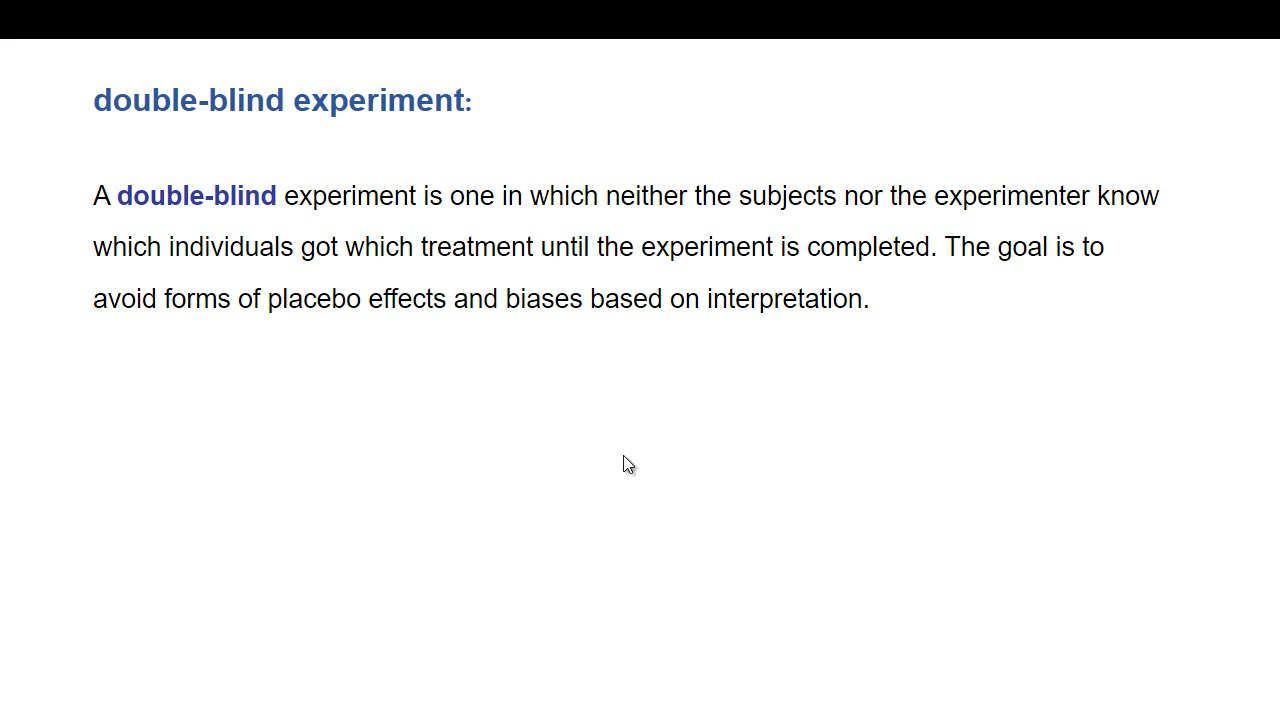 double-blind experiment:
A double-blind experiment is one in which neither the subjects nor the experimenter know
which individuals got which treatment until the experiment is completed. The goal is to
avoid forms of placebo effects and biases based on interpretation.